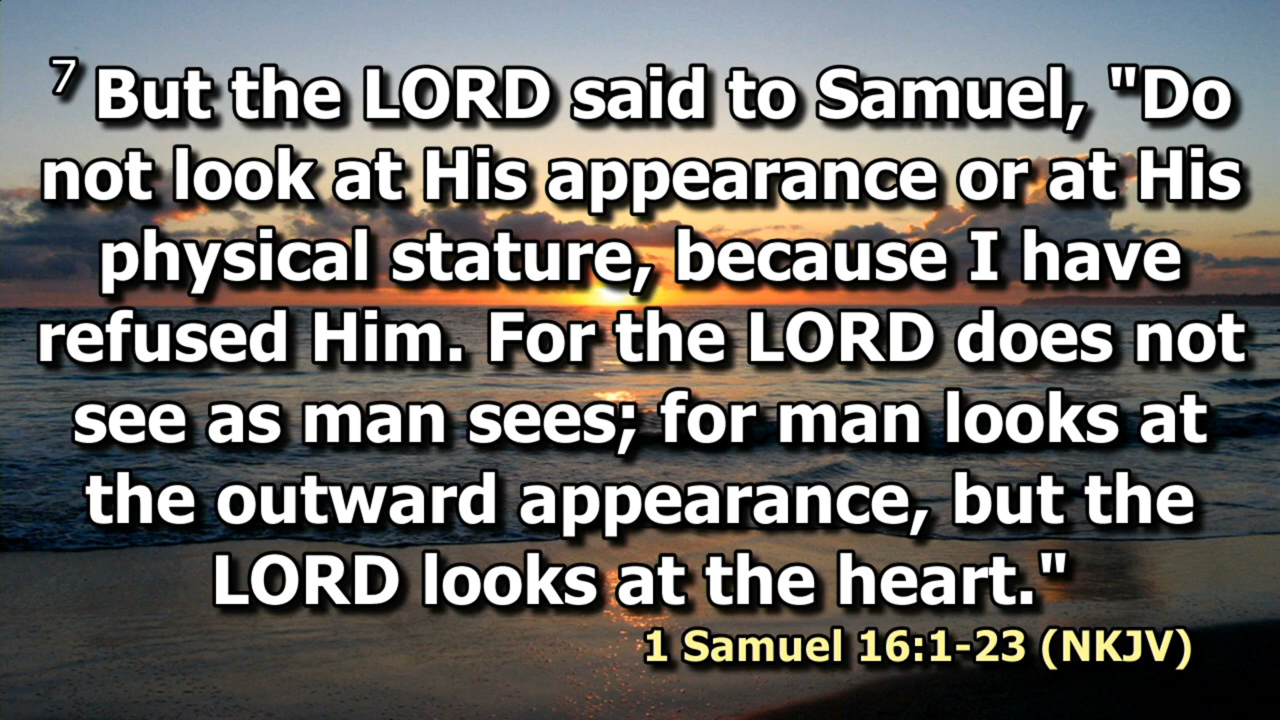 7 But the LORD said to Samuel, "Do
not look at His appearance or at His
physical stature, because I have
refused Him. For the LORD does not
see as man sees; for man looks at
the outward appearance, but the
LORD looks at the heart."
1 Samuel 16:1-23 (NKJV)